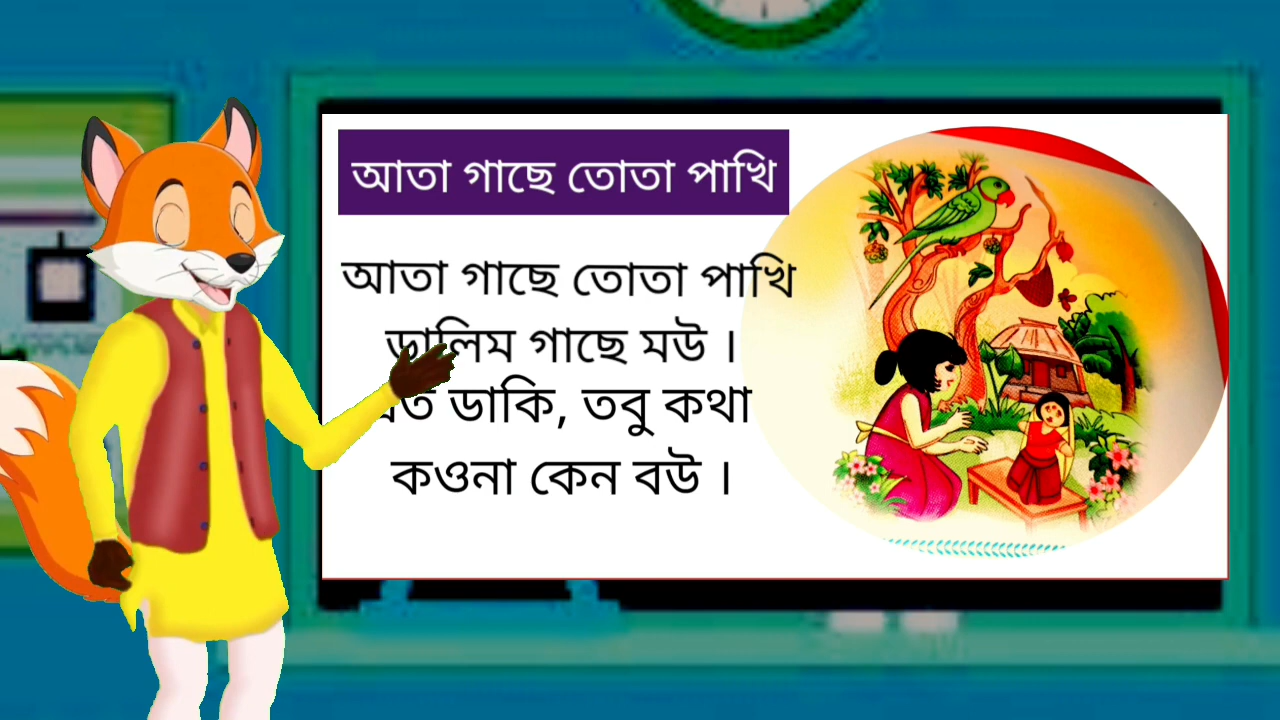 আতা গাছে তোতা পাখি
আতা গাছে তোতা পাখি
ডালিম গাছে মউ ।
ডাকি, তবু কথা
কওনা কেন বউ ।